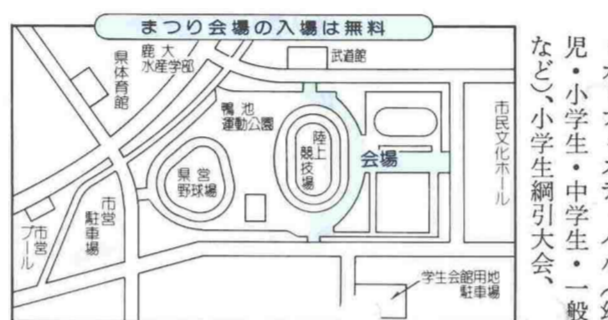 まつり会場の入場は無料
鹿大
水産学部
県体育館
武道館
鴨池
運動公園
陸上
競技場
会場
県営
野球場
市営
駐車場
市営
プール
学生会館用地
駐車場
市民文化ホール
児・小学生・中学生・一般
など)、小学生綱引大会、